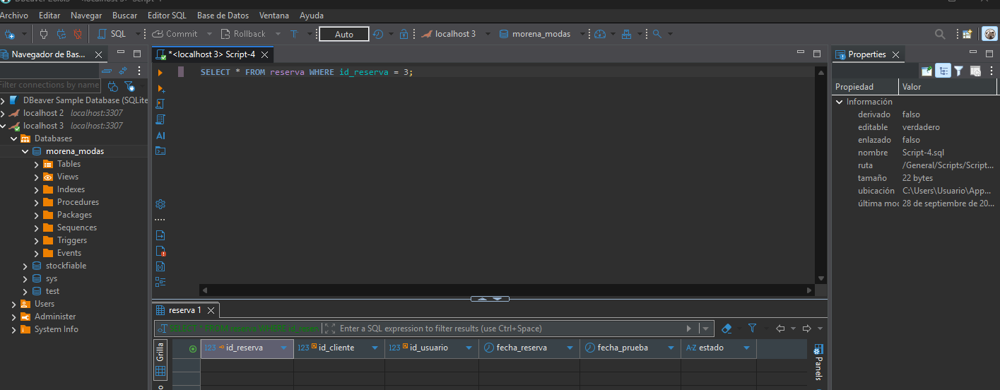 Archivo Editar Navegar Buscar Editor SQL Base de Datos Ventana Ayuda
SQL Commit Rollback T Auto localhost 3 morena_modas
Navegador de Bas...
Filter connections by name
DBeaver Sample Database (SQLite
localhost 2 localhost:3307
localhost 3 localhost:3307
Databases
morena_modas
Tables
Views
Indexes
Procedures
Packages
Sequences
Triggers
Events
stockfiable
sys
test
Users
Administer
System Info
*<localhost 3> Script-4
SELECT * FROM reserva WHERE id_reserva = 3;
AI
reserva 1
SELECT * FROM reserva WHERE id_reser
Enter a SQL expression to filter results (use Ctrl+Space)
Grilla
123 id_reserva 123 id_cliente 123 id_usuario fecha_reserva fecha_prueba A-Z estado
Panels
Properties
Propiedad Valor
Información
derivado falso
editable verdadero
enlazado falso
nombre Script-4.sql
ruta /General/Scripts/Script...
tamaño 22 bytes
ubicación C:\Users\Usuario\App...
última moc 28 de septiembre de 20...